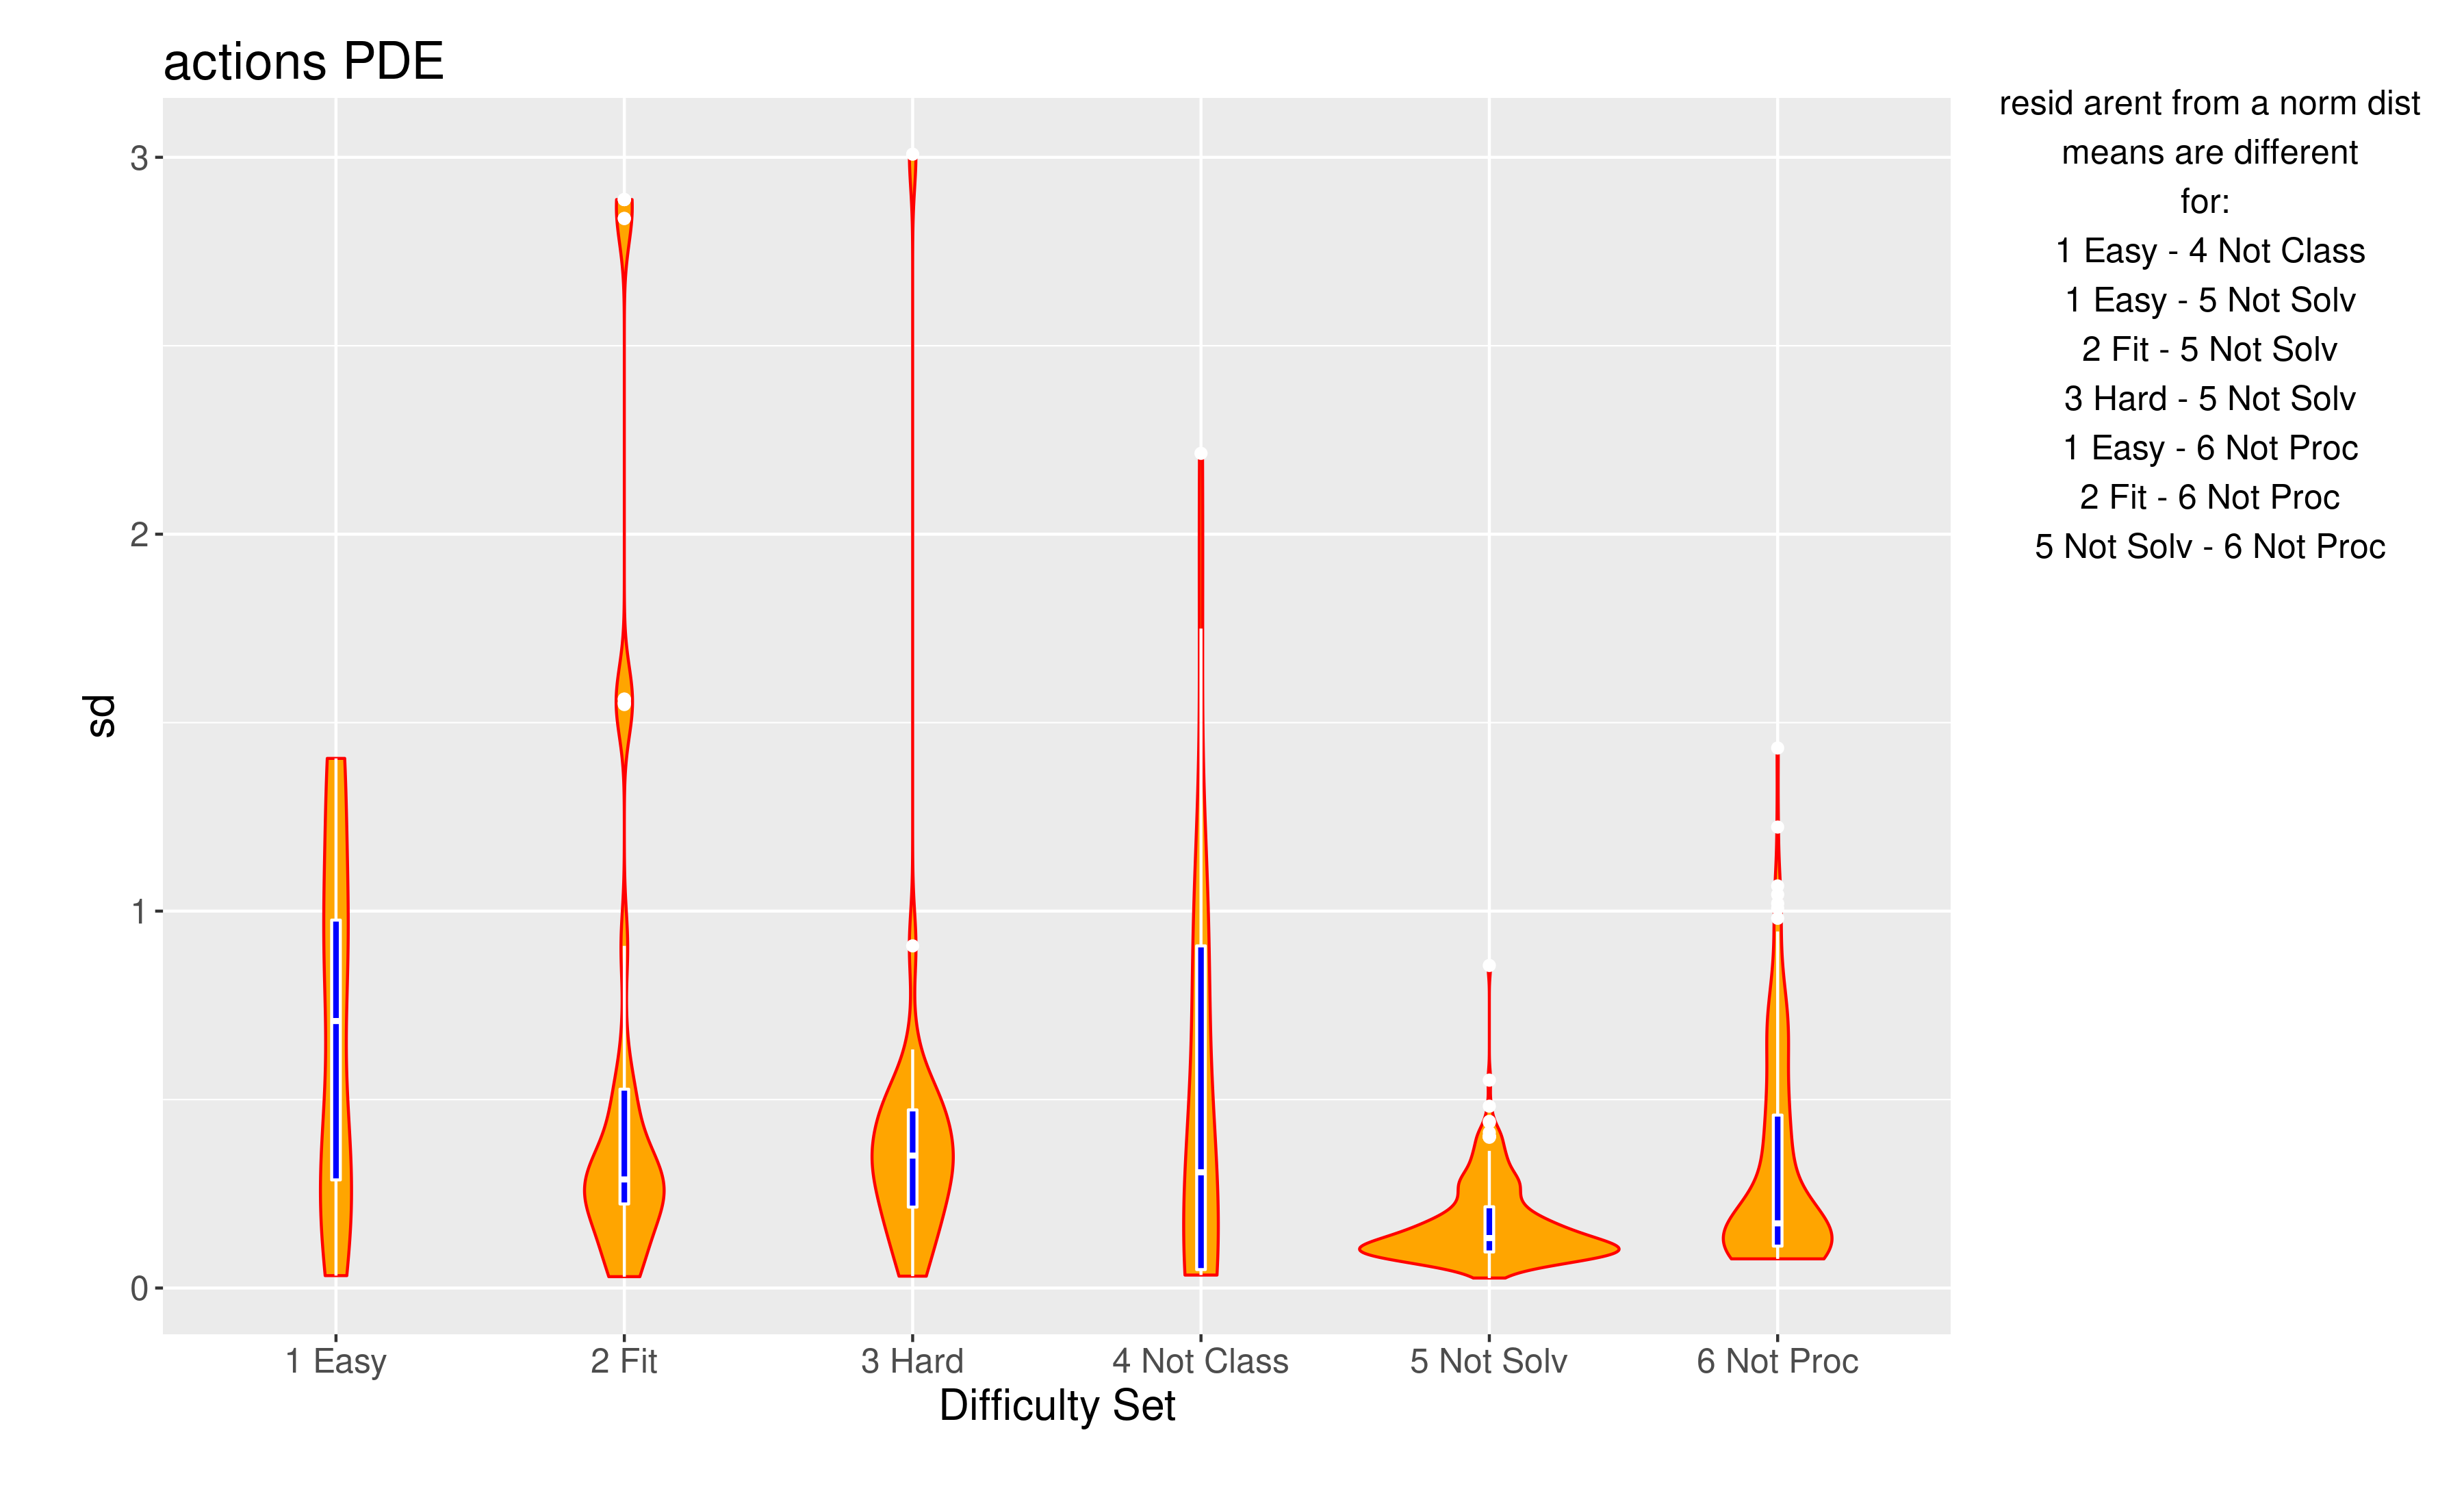 actions PDE
resid arent from a norm dist
means are different
for:
1 Easy - 4 Not Class
1 Easy - 5 Not Solv
2 Fit - 5 Not Solv
3 Hard - 5 Not Solv
1 Easy - 6 Not Proc
2 Fit - 6 Not Proc
5 Not Solv - 6 Not Proc
3
2
1
0
sd
1 Easy
2 Fit
3 Hard
4 Not Class
5 Not Solv
6 Not Proc
Difficulty Set